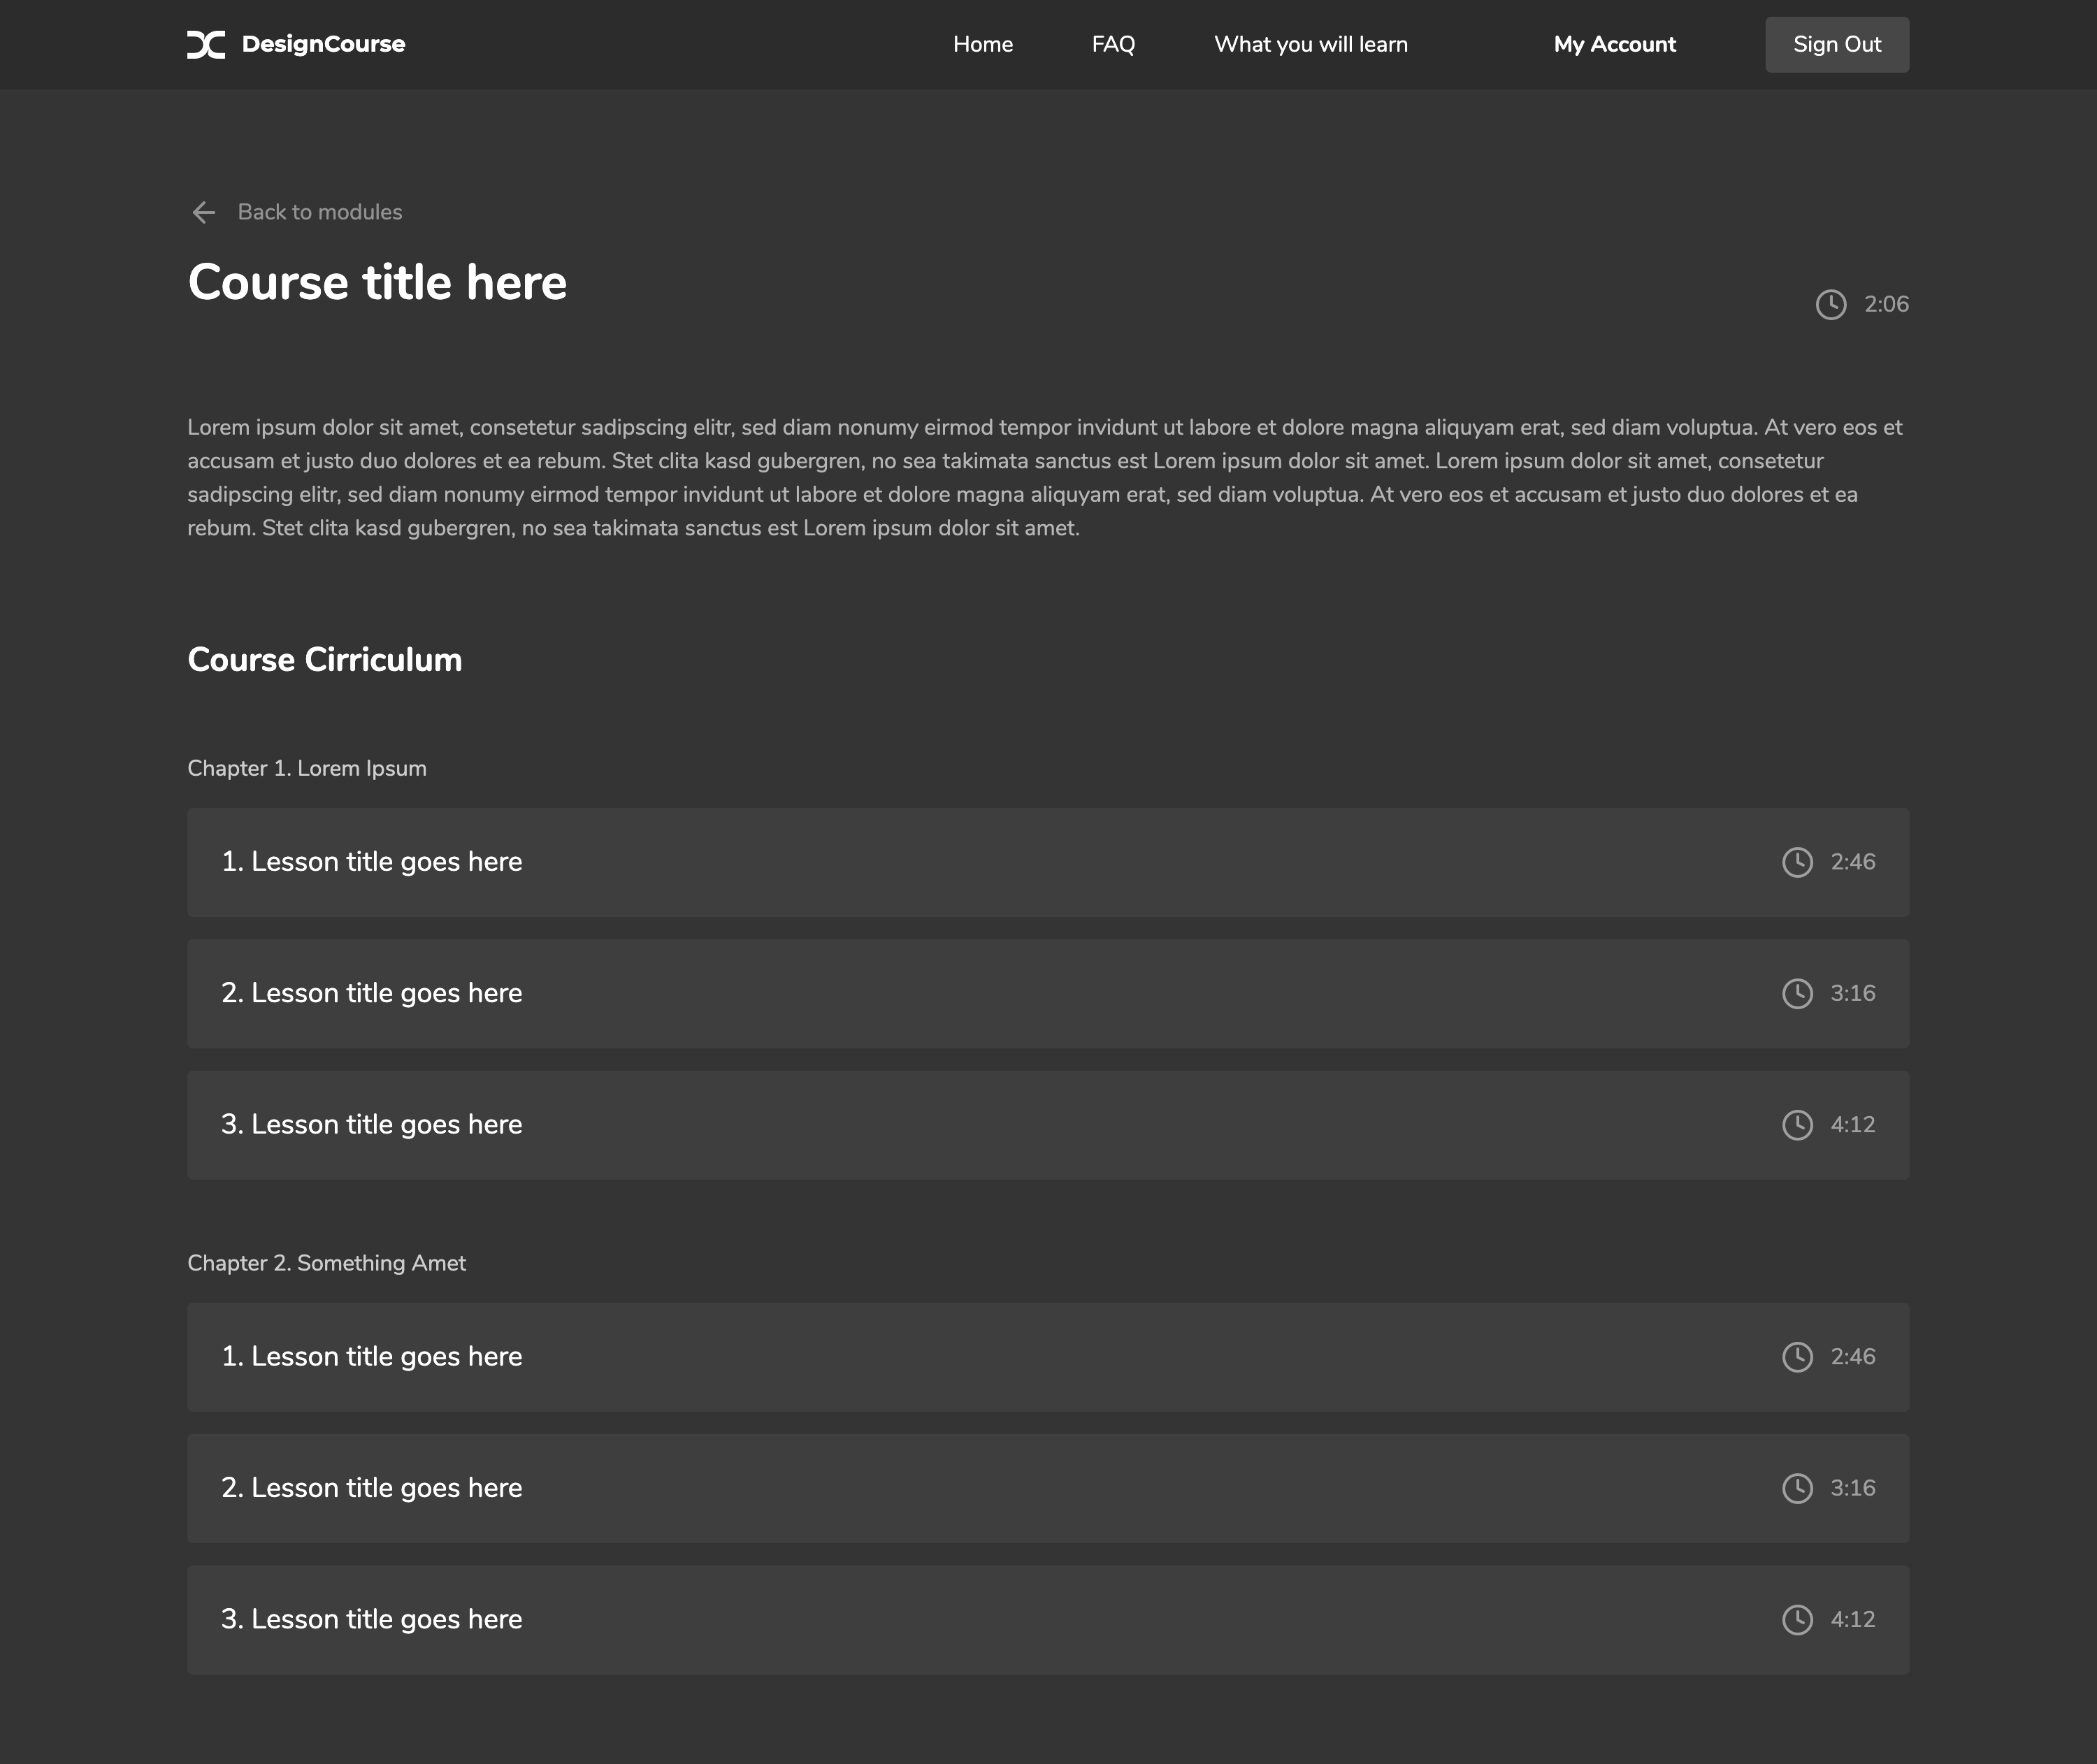 DesignCourse
Home
FAQ
What you will learn
My Account
Sign Out
Back to modules
Course title here
2:06
Lorem ipsum dolor sit amet, consetetur sadipscing elitr, sed diam nonumy eirmod tempor invidunt ut labore et dolore magna aliquyam erat, sed diam voluptua. At vero eos et
accusam et justo duo dolores et ea rebum. Stet clita kasd gubergren, no sea takimata sanctus est Lorem ipsum dolor sit amet. Lorem ipsum dolor sit amet, consetetur
sadipscing elitr, sed diam nonumy eirmod tempor invidunt ut labore et dolore magna aliquyam erat, sed diam voluptua. At vero eos et accusam et justo duo dolores et ea
rebum. Stet clita kasd gubergren, no sea takimata sanctus est Lorem ipsum dolor sit amet.
Course Cirriculum
Chapter 1. Lorem Ipsum
1. Lesson title goes here
2:46
2. Lesson title goes here
3:16
3. Lesson title goes here
4:12
Chapter 2. Something Amet
1. Lesson title goes here
2:46
2. Lesson title goes here
3:16
3. Lesson title goes here
4:12